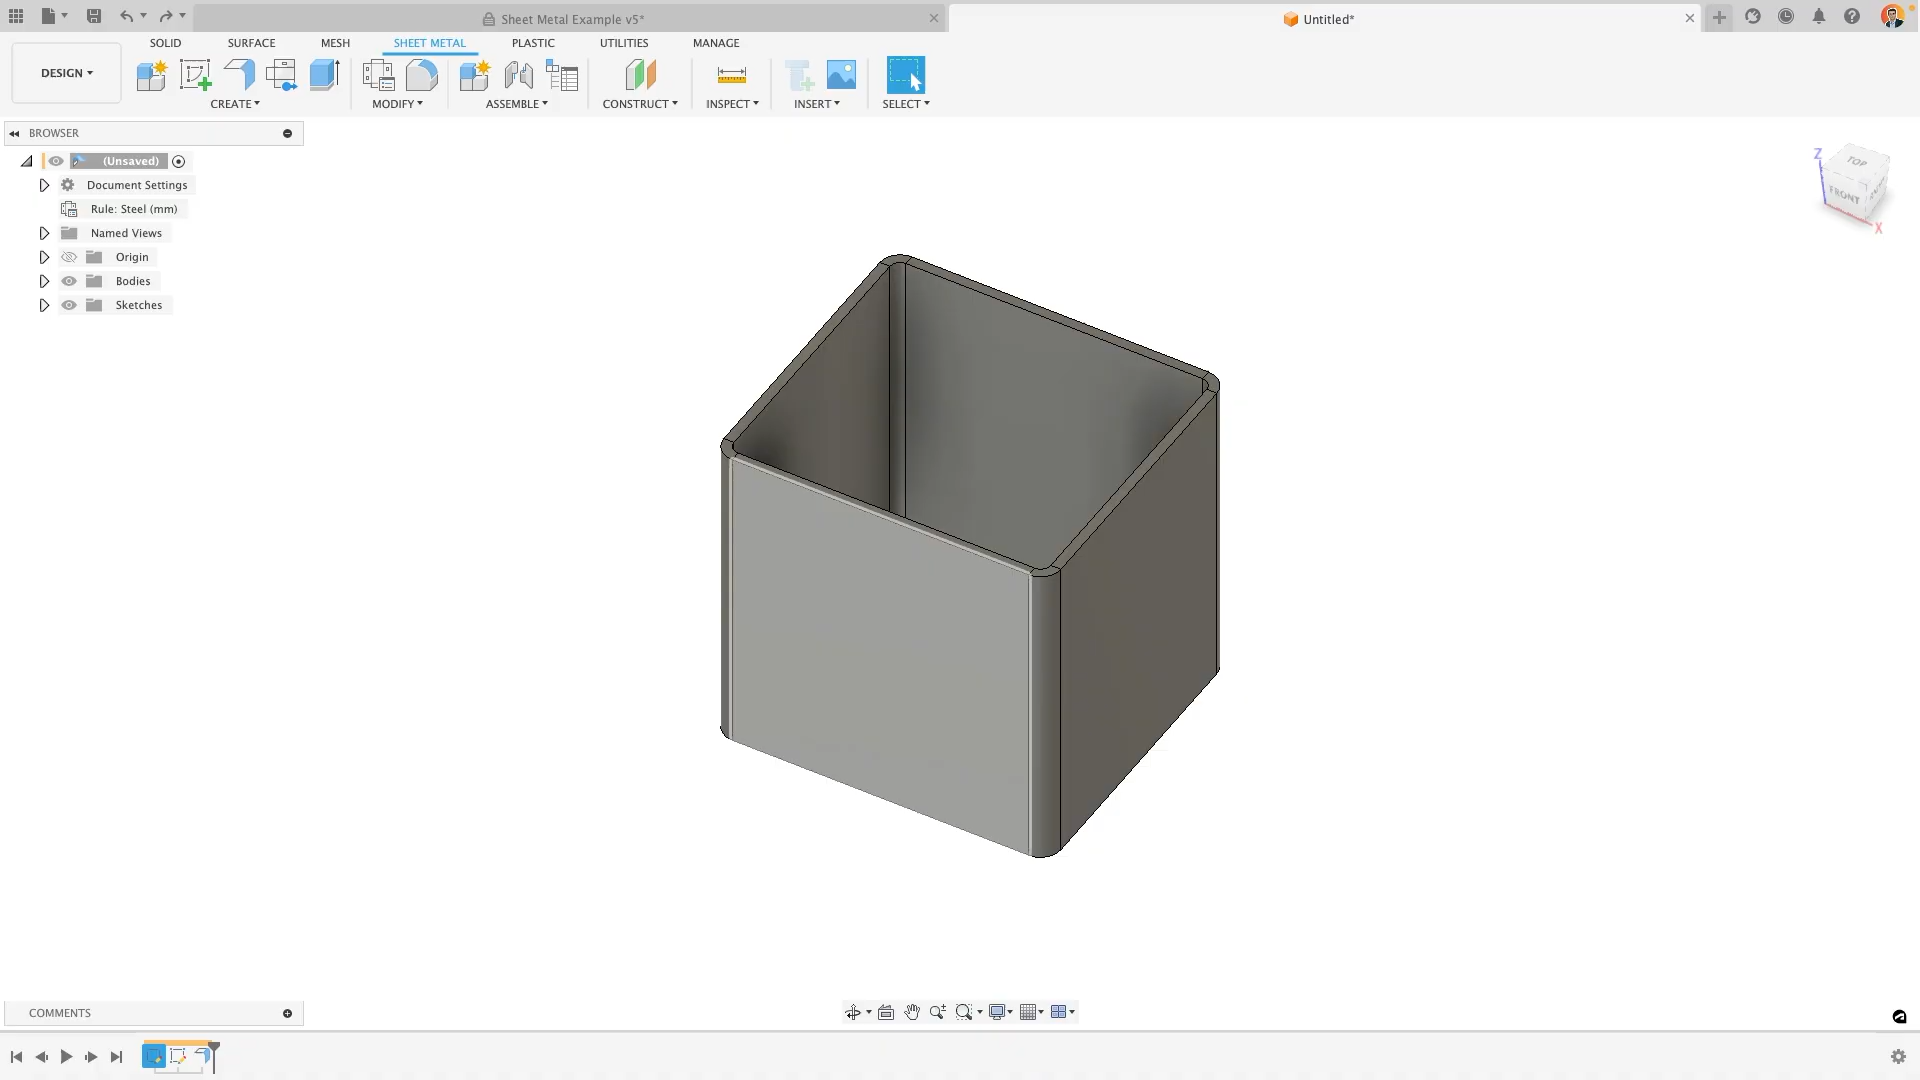 Sheet Metal Example v5*
Untitled*
SOLID SURFACE MESH SHEET METAL PLASTIC UTILITIES MANAGE
DESIGN
CREATE MODIFY ASSEMBLE CONSTRUCT INSPECT INSERT SELECT
BROWSER
(Unsaved)
Document Settings
Rule: Steel (mm)
Named Views
Origin
Bodies
Sketches
Z
TOP
FRONT
X
COMMENTS